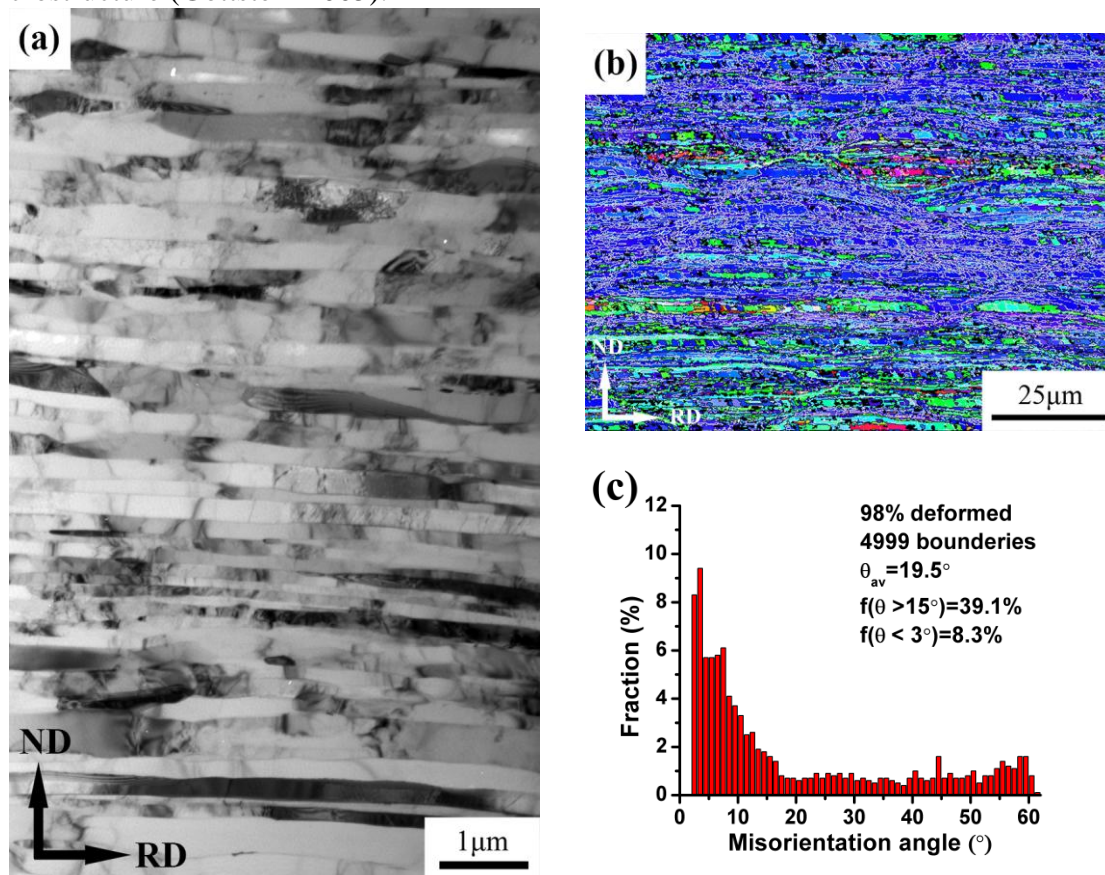 (a)
ND
RD
1μm
(b)
ND
RD
25μm
(c)
98% deformed
4999 bounderies
θav=19.5°
f(θ >15°)=39.1%
f(θ < 3°)=8.3%
Fraction (%)
12
10
8
6
4
2
0
0 10 20 30 40 50 60
Misorientation angle (°)